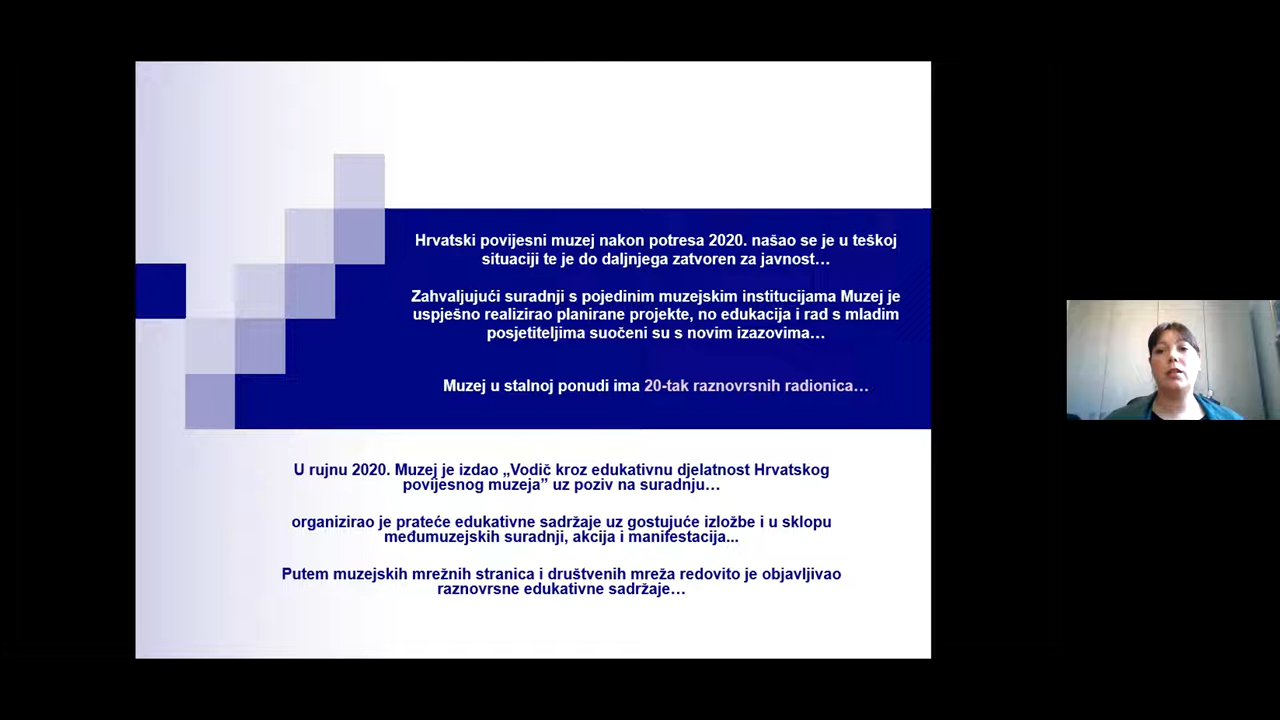 Hrvatski povijesni muzej nakon potresa 2020. našao se je u teškoj
situaciji te je do daljnjega zatvoren za javnost…
Zahvaljujući suradnji s pojedinim muzejskim institucijama Muzej je
uspješno realizirao planirane projekte, no edukacija i rad s mladim
posjetiteljima suočeni su s novim izazovima…
Muzej u stalnoj ponudi ima 20-tak raznovrsnih radionica…
U rujnu 2020. Muzej je izdao „Vodič kroz edukativnu djelatnost Hrvatskog
povijesnog muzeja” uz poziv na suradnju…
organizirao je prateće edukativne sadržaje uz gostujuće izložbe i u sklopu
međumuzejskih suradnji, akcija i manifestacija...
Putem muzejskih mrežnih stranica i društvenih mreža redovito je objavljivao
raznovrsne edukativne sadržaje…